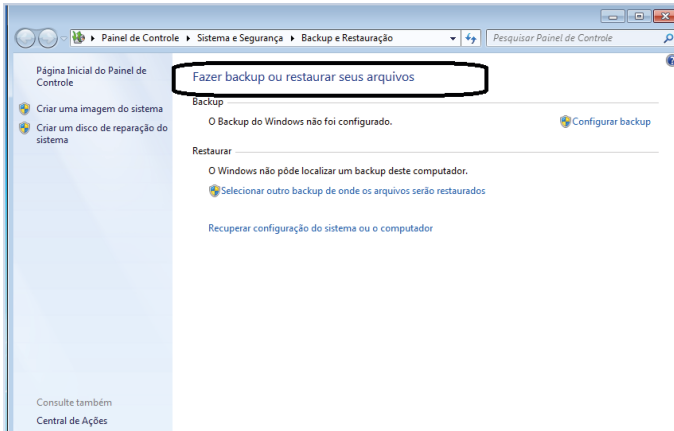 Painel de Controle ▸ Sistema e Segurança ▸ Backup e Restauração
Pesquisar Painel de Controle
Página Inicial do Painel de
Controle
Criar uma imagem do sistema
Criar um disco de reparação do
sistema
Fazer backup ou restaurar seus arquivos
Backup
O Backup do Windows não foi configurado.
Configurar backup
Restaurar
O Windows não pôde localizar um backup deste computador.
Selecionar outro backup de onde os arquivos serão restaurados
Recuperar configuração do sistema ou o computador
Consulte também
Central de Ações